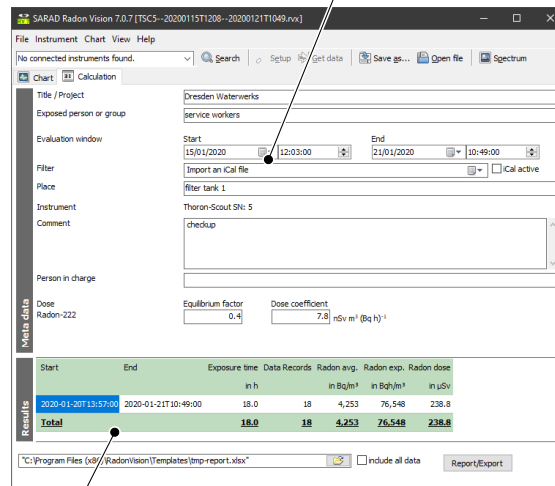 SARAD Radon Vision 7.0.7 [TSC5--20200115T1208--20200121T1049.rvx]
File Instrument Chart View Help
No connected instruments found. Search Setup Get data Save as... Open file Spectrum
Chart Calculation
Title / Project Dresden Waterwerks
Exposed person or group service workers
Evaluation window Start End
15/01/2020 12:03:00 21/01/2020 10:49:00
Filter Import an iCal file iCal active
Place filter tank 1
Instrument Thoron-Scout SN: 5
Comment checkup
Person in charge
Dose Equilibrium factor Dose coefficient
Radon-222 0.4 7.8 nSv m³ (Bq h)⁻¹
Meta data
Start End Exposure time Data Records Radon avg. Radon exp. Radon dose
in h in Bq/m³ in Bqh/m³ in µSv
2020-01-20T13:57:00 2020-01-21T10:49:00 18.0 18 4,253 76,548 238.8
Total 18.0 18 4,253 76,548 238.8
Results
"C:\Program Files (x86)\RadonVision\Templates\tmp-report.xlsx" include all data Report/Export